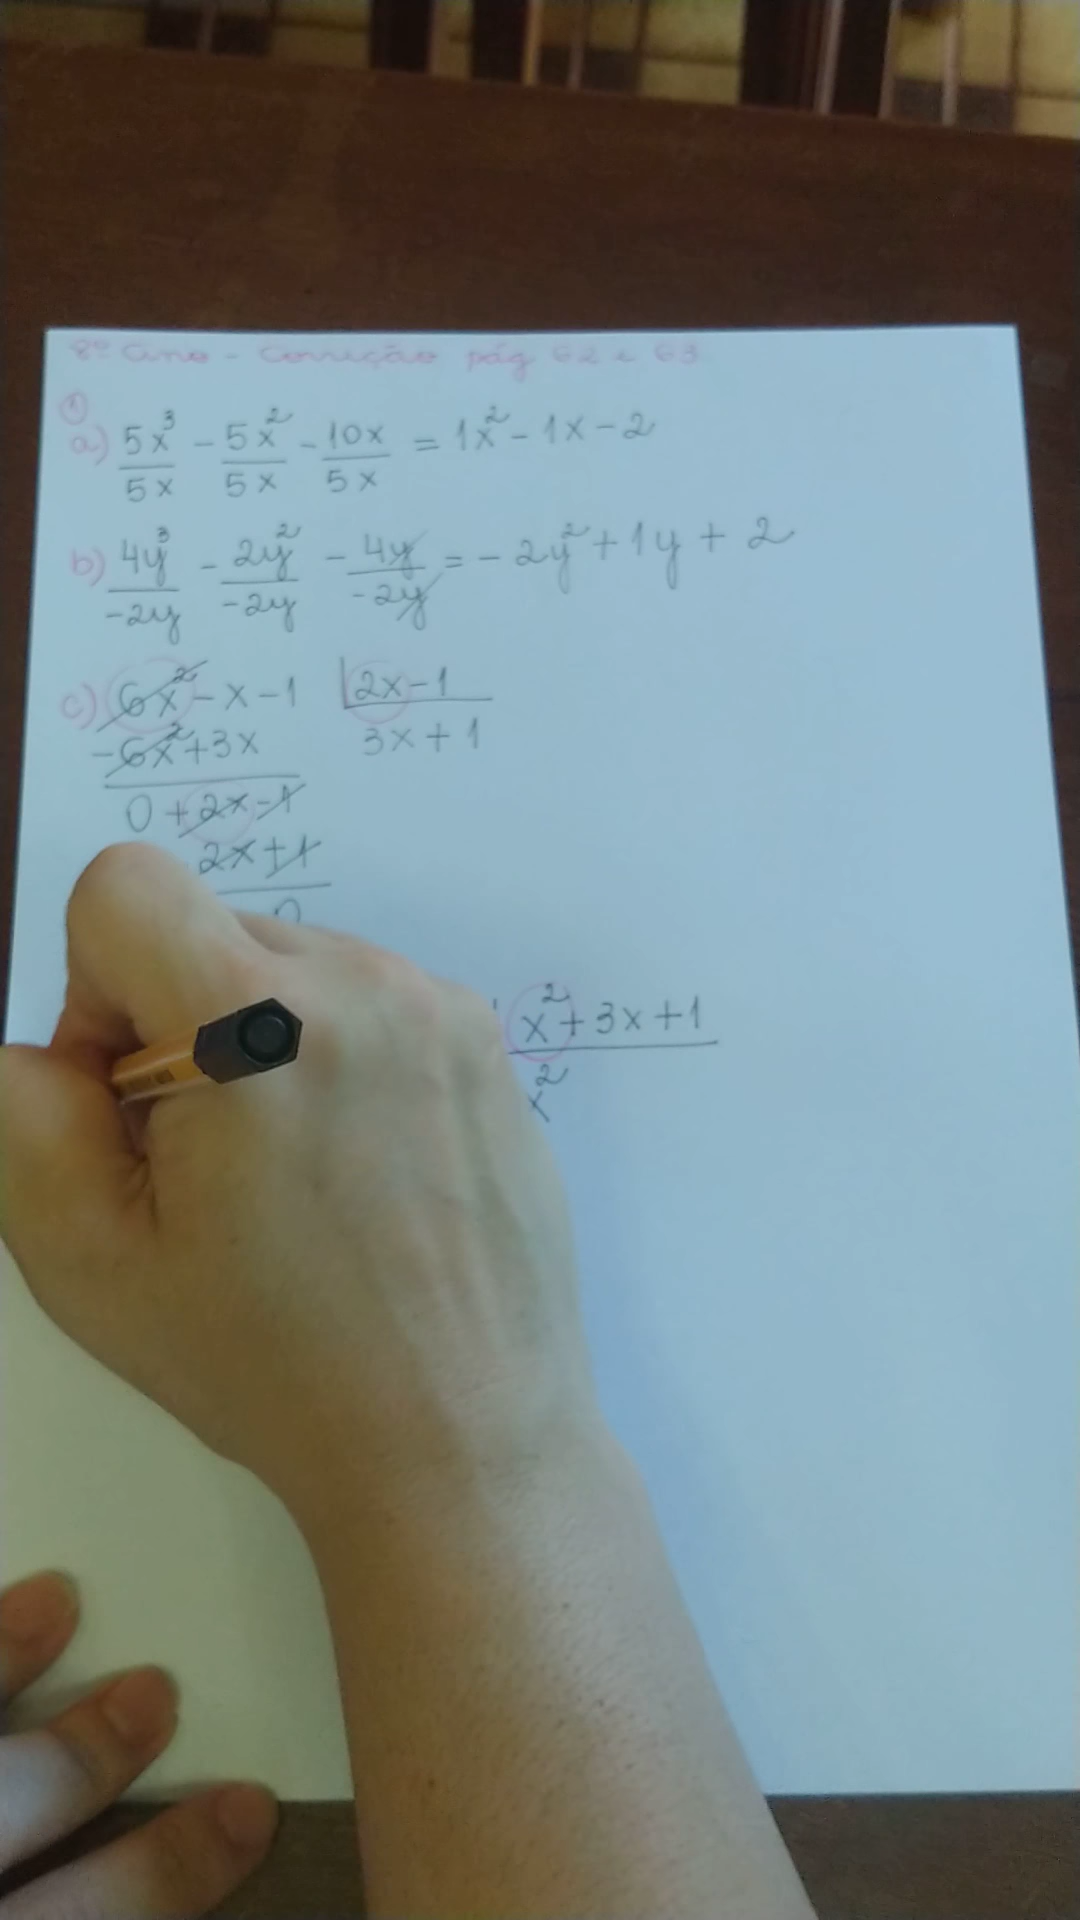 8º ano - Correção pág 62 e 63
①
a) 5x³/5x - 5x²/5x - 10x/5x = 1x² - 1x - 2
b) 4y³/-2y - 2y²/-2y - 4y/-2y = -2y² + 1y + 2
c) 6x² - x - 1 | 2x - 1
-6x² + 3x 3x + 1
0 + 2x - 1
2x + 1
0
x² + 3x + 1
x²